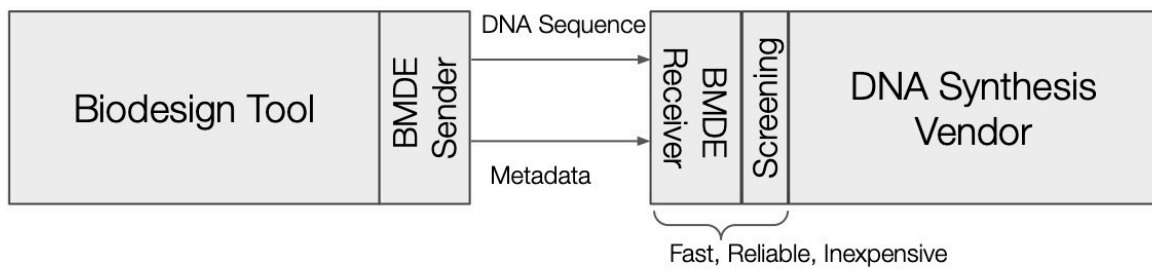 Biodesign Tool
BMDE
Sender
DNA Sequence
Metadata
BMDE
Receiver
Screening
DNA Synthesis
Vendor
Fast, Reliable, Inexpensive